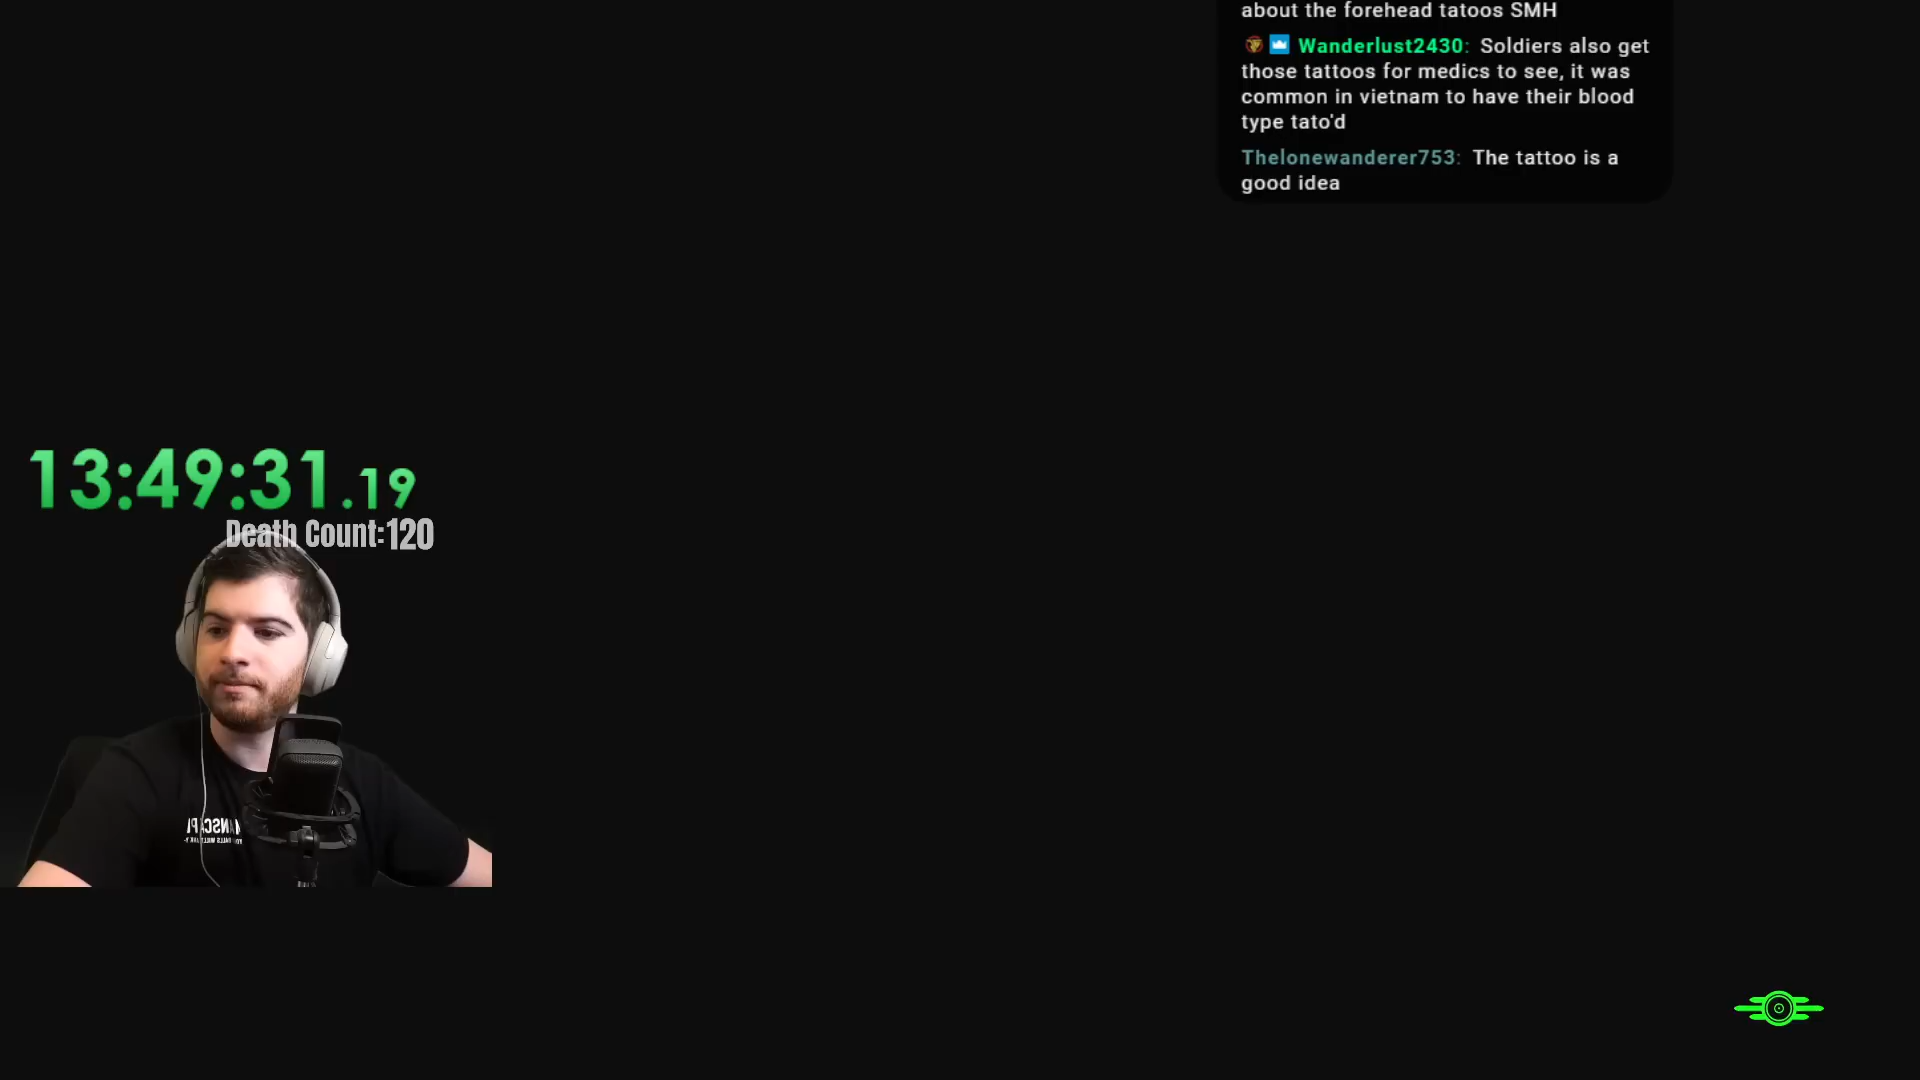 about the forehead tatoos SMH
Wanderlust2430: Soldiers also get
those tattoos for medics to see, it was
common in vietnam to have their blood
type tato'd
Thelonewanderer753: The tattoo is a
good idea
13:49:31.19
Death Count:120